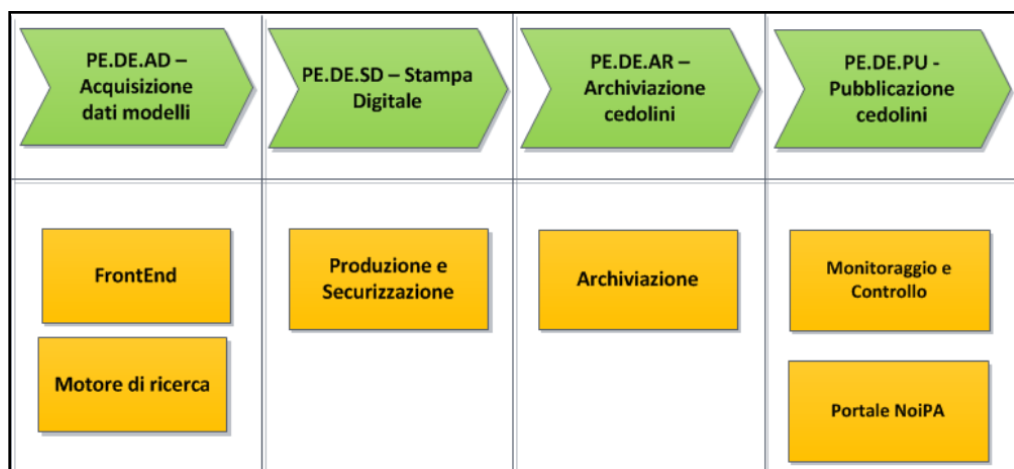 PE.DE.AD –
Acquisizione
dati modelli
PE.DE.SD – Stampa
Digitale
PE.DE.AR –
Archiviazione
cedolini
PE.DE.PU -
Pubblicazione
cedolini
FrontEnd
Motore di ricerca
Produzione e
Securizzazione
Archiviazione
Monitoraggio e
Controllo
Portale NoiPA